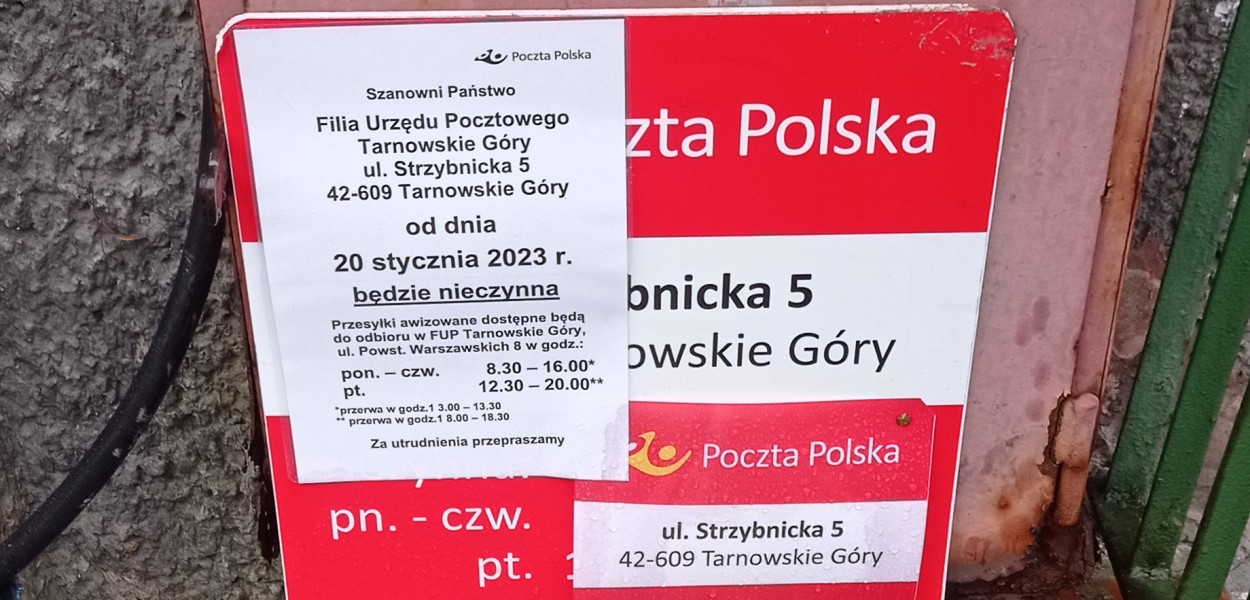 Poczta Polska
Szanowni Państwo
Filia Urzędu Pocztowego
Tarnowskie Góry
ul. Strzybnicka 5
42-609 Tarnowskie Góry
od dnia
20 stycznia 2023 r.
będzie nieczynna
Przesyłki awizowane dostępne będą
do odbioru w FUP Tarnowskie Góry,
ul. Powst. Warszawskich 8 w godz.:
pon. – czw. 8.30 – 16.00*
pt. 12.30 – 20.00**
*przerwa w godz.1 3.00 – 13.30
** przerwa w godz.1 8.00 – 18.30
Za utrudnienia przepraszamy
zta Polska
bnicka 5
owskie Góry
pn. - czw.
pt.
Poczta Polska
ul. Strzybnicka 5
42-609 Tarnowskie Góry